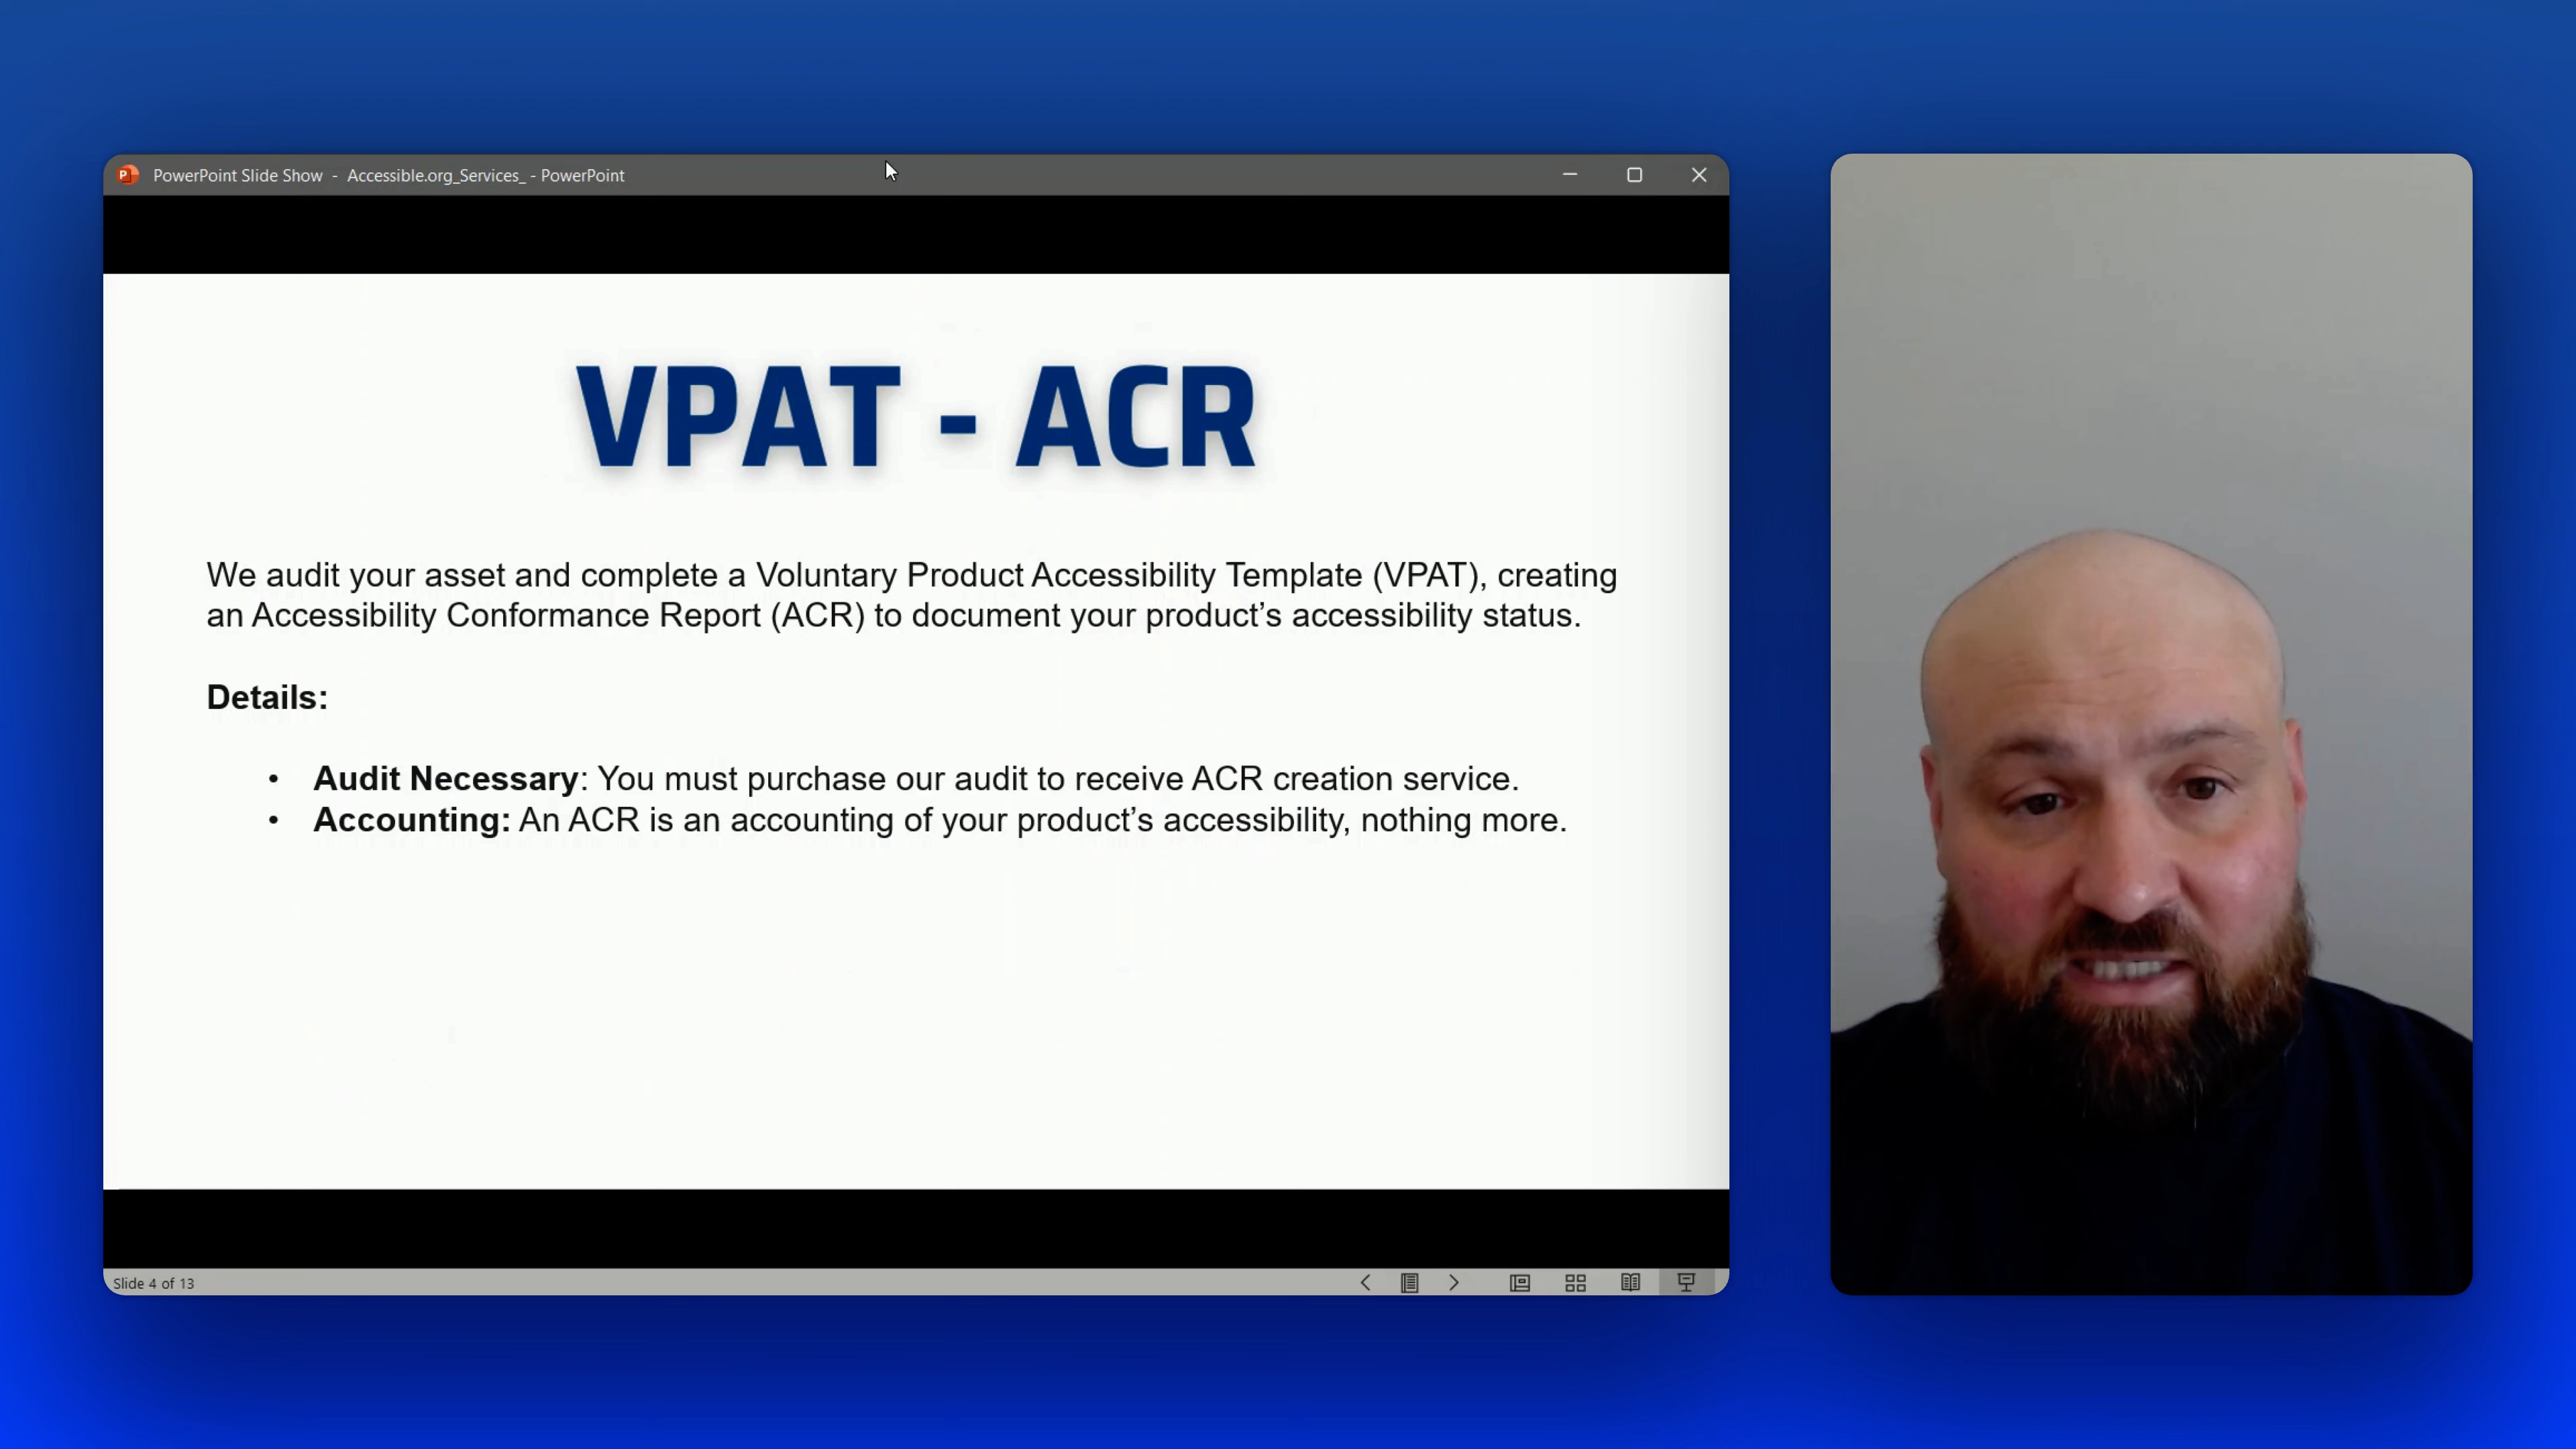 PowerPoint Slide Show - Accessible.org_Services_ - PowerPoint
VPAT - ACR
We audit your asset and complete a Voluntary Product Accessibility Template (VPAT), creating
an Accessibility Conformance Report (ACR) to document your product’s accessibility status.
Details:
• Audit Necessary: You must purchase our audit to receive ACR creation service.
• Accounting: An ACR is an accounting of your product’s accessibility, nothing more.
Slide 4 of 13